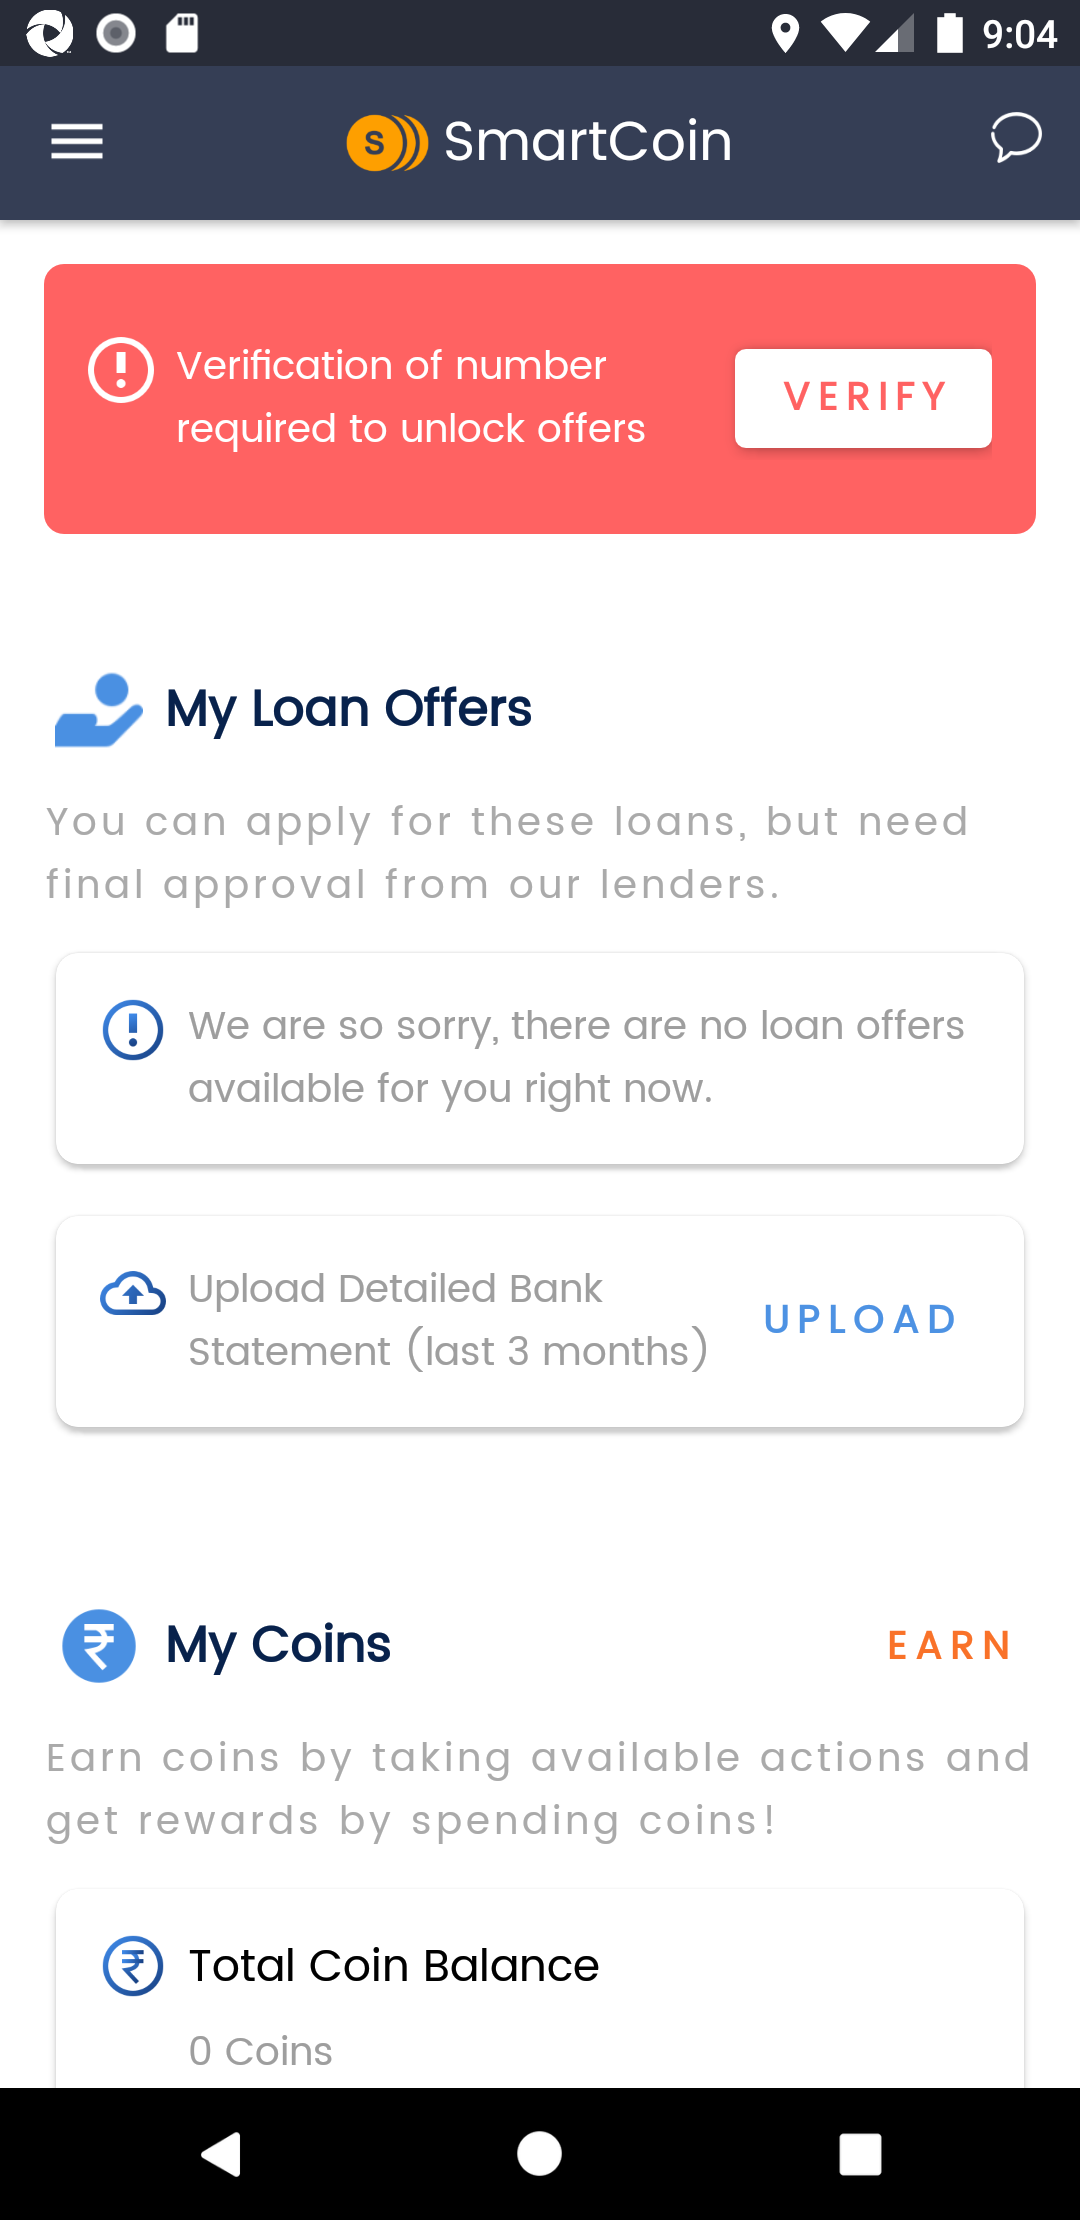 9:04
S SmartCoin
Verification of number
required to unlock offers
VERIFY
My Loan Offers
You can apply for these loans, but need
final approval from our lenders.
We are so sorry, there are no loan offers
available for you right now.
Upload Detailed Bank
Statement (last 3 months)
UPLOAD
₹ My Coins
EARN
Earn coins by taking available actions and
get rewards by spending coins!
₹ Total Coin Balance
0 Coins